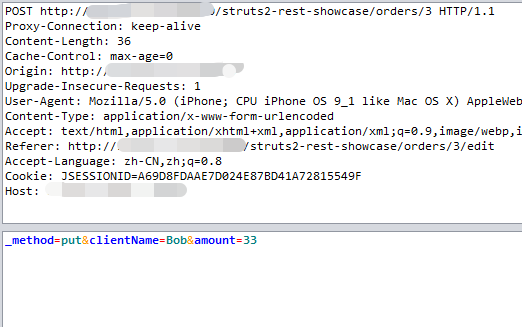 POST http:// /struts2-rest-showcase/orders/3 HTTP/1.1
Proxy-Connection: keep-alive
Content-Length: 36
Cache-Control: max-age=0
Origin: http://
Upgrade-Insecure-Requests: 1
User-Agent: Mozilla/5.0 (iPhone; CPU iPhone OS 9_1 like Mac OS X) AppleWeb
Content-Type: application/x-www-form-urlencoded
Accept: text/html,application/xhtml+xml,application/xml;q=0.9,image/webp,i
Referer: http:// /struts2-rest-showcase/orders/3/edit
Accept-Language: zh-CN,zh;q=0.8
Cookie: JSESSIONID=A69D8FDAAE7D024E87BD41A72815549F
Host:
_method=put&clientName=Bob&amount=33